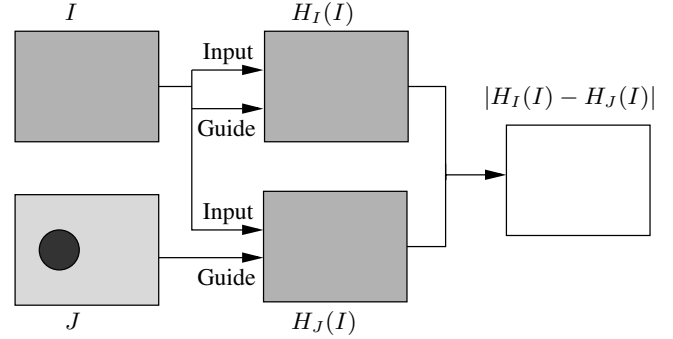 I
H_I(I)
Input
Guide
|H_I(I) − H_J(I)|
Input
Guide
J
H_J(I)